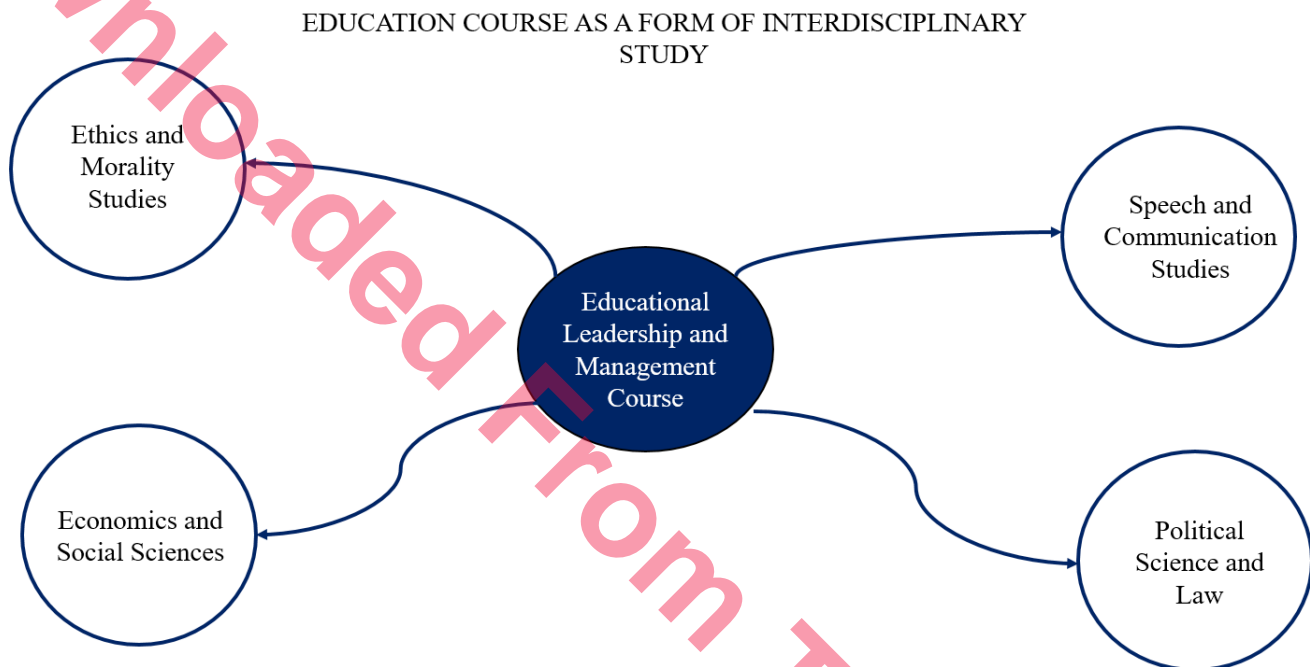 EDUCATION COURSE AS A FORM OF INTERDISCIPLINARY
STUDY
Ethics and
Morality
Studies
Speech and
Communication
Studies
Educational
Leadership and
Management
Course
Economics and
Social Sciences
Political
Science and
Law
From